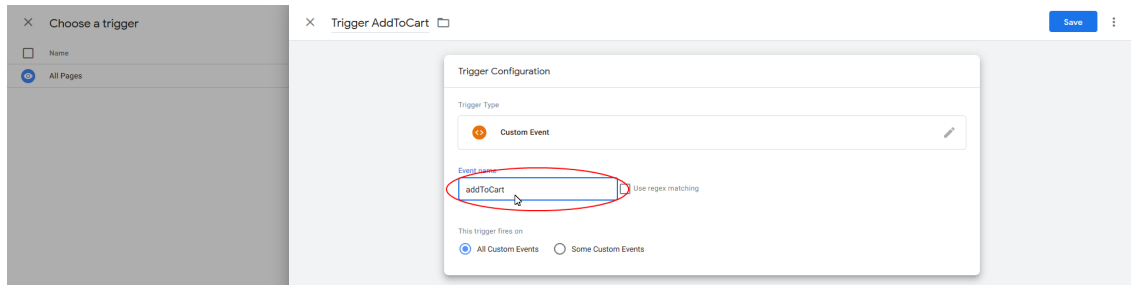 Choose a trigger
Name
All Pages
Trigger AddToCart
Save
Trigger Configuration
Trigger Type
Custom Event
Event name
addToCart
Use regex matching
This trigger fires on
All Custom Events Some Custom Events